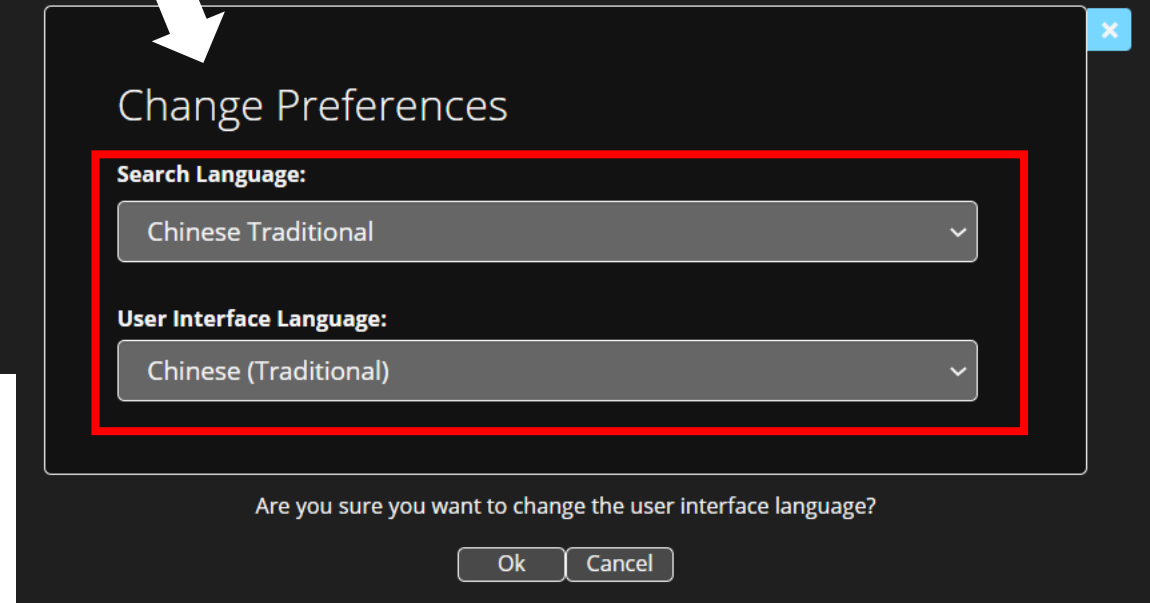 Change Preferences
Search Language:
Chinese Traditional
User Interface Language:
Chinese (Traditional)
Are you sure you want to change the user interface language?
Ok Cancel